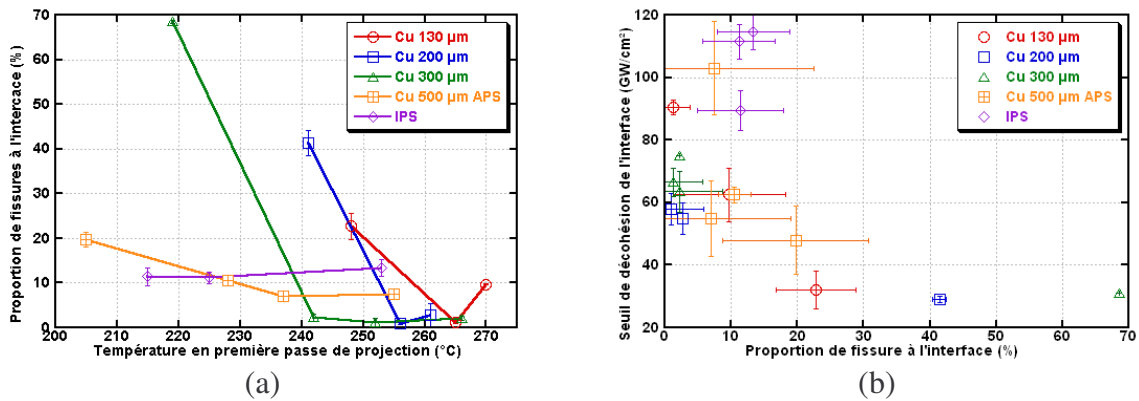 Proportion de fissures à l'intercace (%)
70
60
50
40
30
20
10
0
200
210
220
230
240
250
260
270
Température en première passe de projection (°C)
Cu 130 µm
Cu 200 µm
Cu 300 µm
Cu 500 µm APS
IPS
(a)
Seuil de décohésion de l'interface (GW/cm²)
120
100
80
60
40
20
0
10
20
30
40
50
60
70
Proportion de fissure à l'interface (%)
Cu 130 µm
Cu 200 µm
Cu 300 µm
Cu 500 µm APS
IPS
(b)